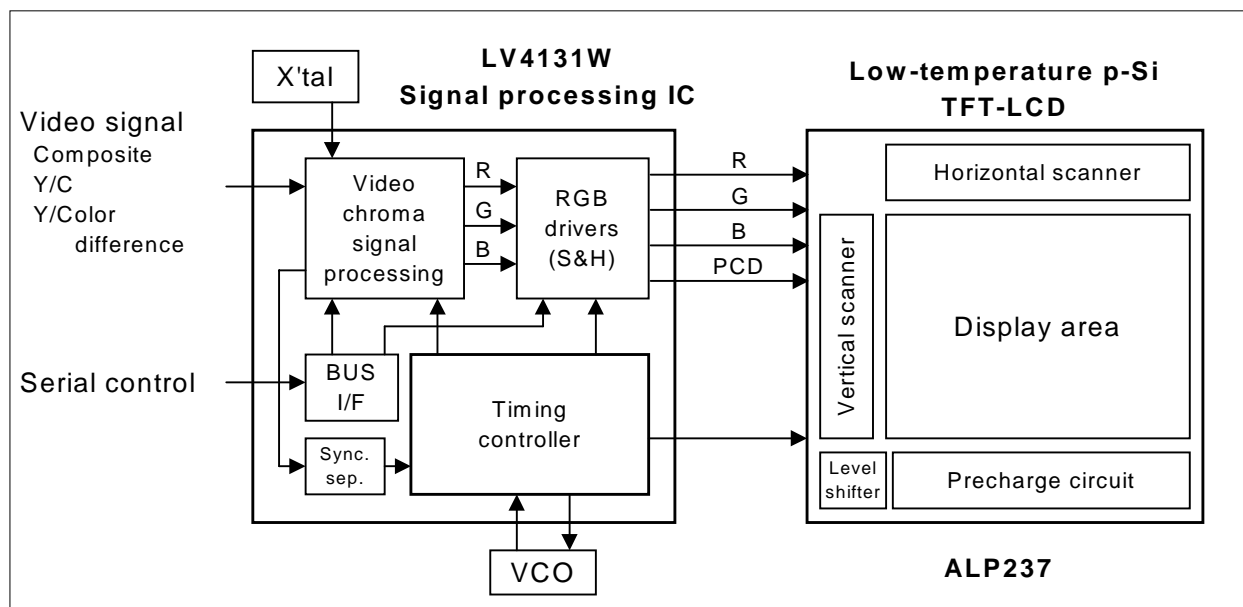 LV4131W
Signal processing IC
Low-temperature p-Si
TFT-LCD
X'tal
Video signal
Composite
Y/C
Y/Color
difference
Video
chroma
signal
processing
R
G
B
RGB
drivers
(S&H)
R
G
B
PCD
Horizontal scanner
Vertical scanner
Display area
Serial control
BUS
I/F
Timing
controller
Sync.
sep.
Level
shifter
Precharge circuit
VCO
ALP237